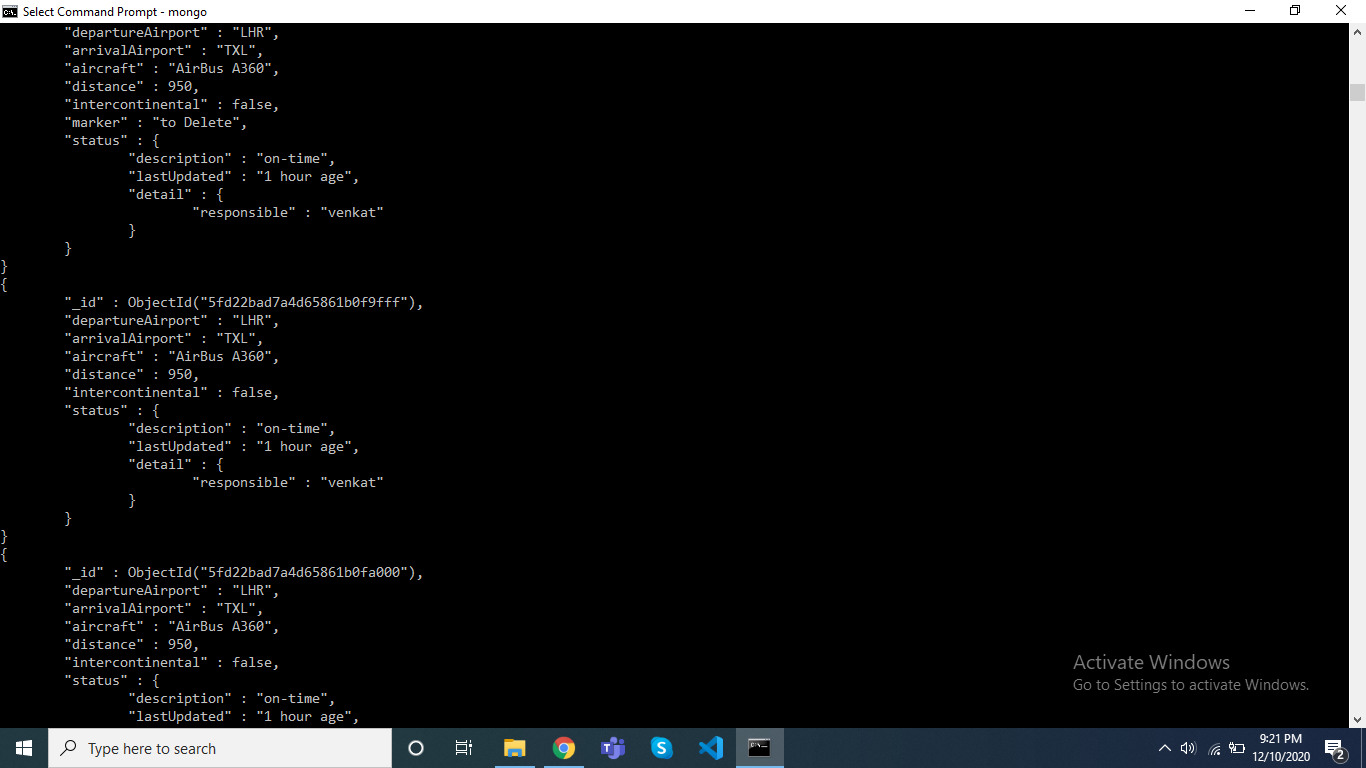 Select Command Prompt - mongo
"departureAirport" : "LHR",
"arrivalAirport" : "TXL",
"aircraft" : "AirBus A360",
"distance" : 950,
"intercontinental" : false,
"marker" : "to Delete",
"status" : {
"description" : "on-time",
"lastUpdated" : "1 hour age",
"detail" : {
"responsible" : "venkat"
}
}
}
{
"_id" : ObjectId("5fd22bad7a4d65861b0f9fff"),
"departureAirport" : "LHR",
"arrivalAirport" : "TXL",
"aircraft" : "AirBus A360",
"distance" : 950,
"intercontinental" : false,
"status" : {
"description" : "on-time",
"lastUpdated" : "1 hour age",
"detail" : {
"responsible" : "venkat"
}
}
}
{
"_id" : ObjectId("5fd22bad7a4d65861b0fa000"),
"departureAirport" : "LHR",
"arrivalAirport" : "TXL",
"aircraft" : "AirBus A360",
"distance" : 950,
"intercontinental" : false,
"status" : {
"description" : "on-time",
"lastUpdated" : "1 hour age",
Activate Windows
Go to Settings to activate Windows.
Type here to search
9:21 PM
12/10/2020
2